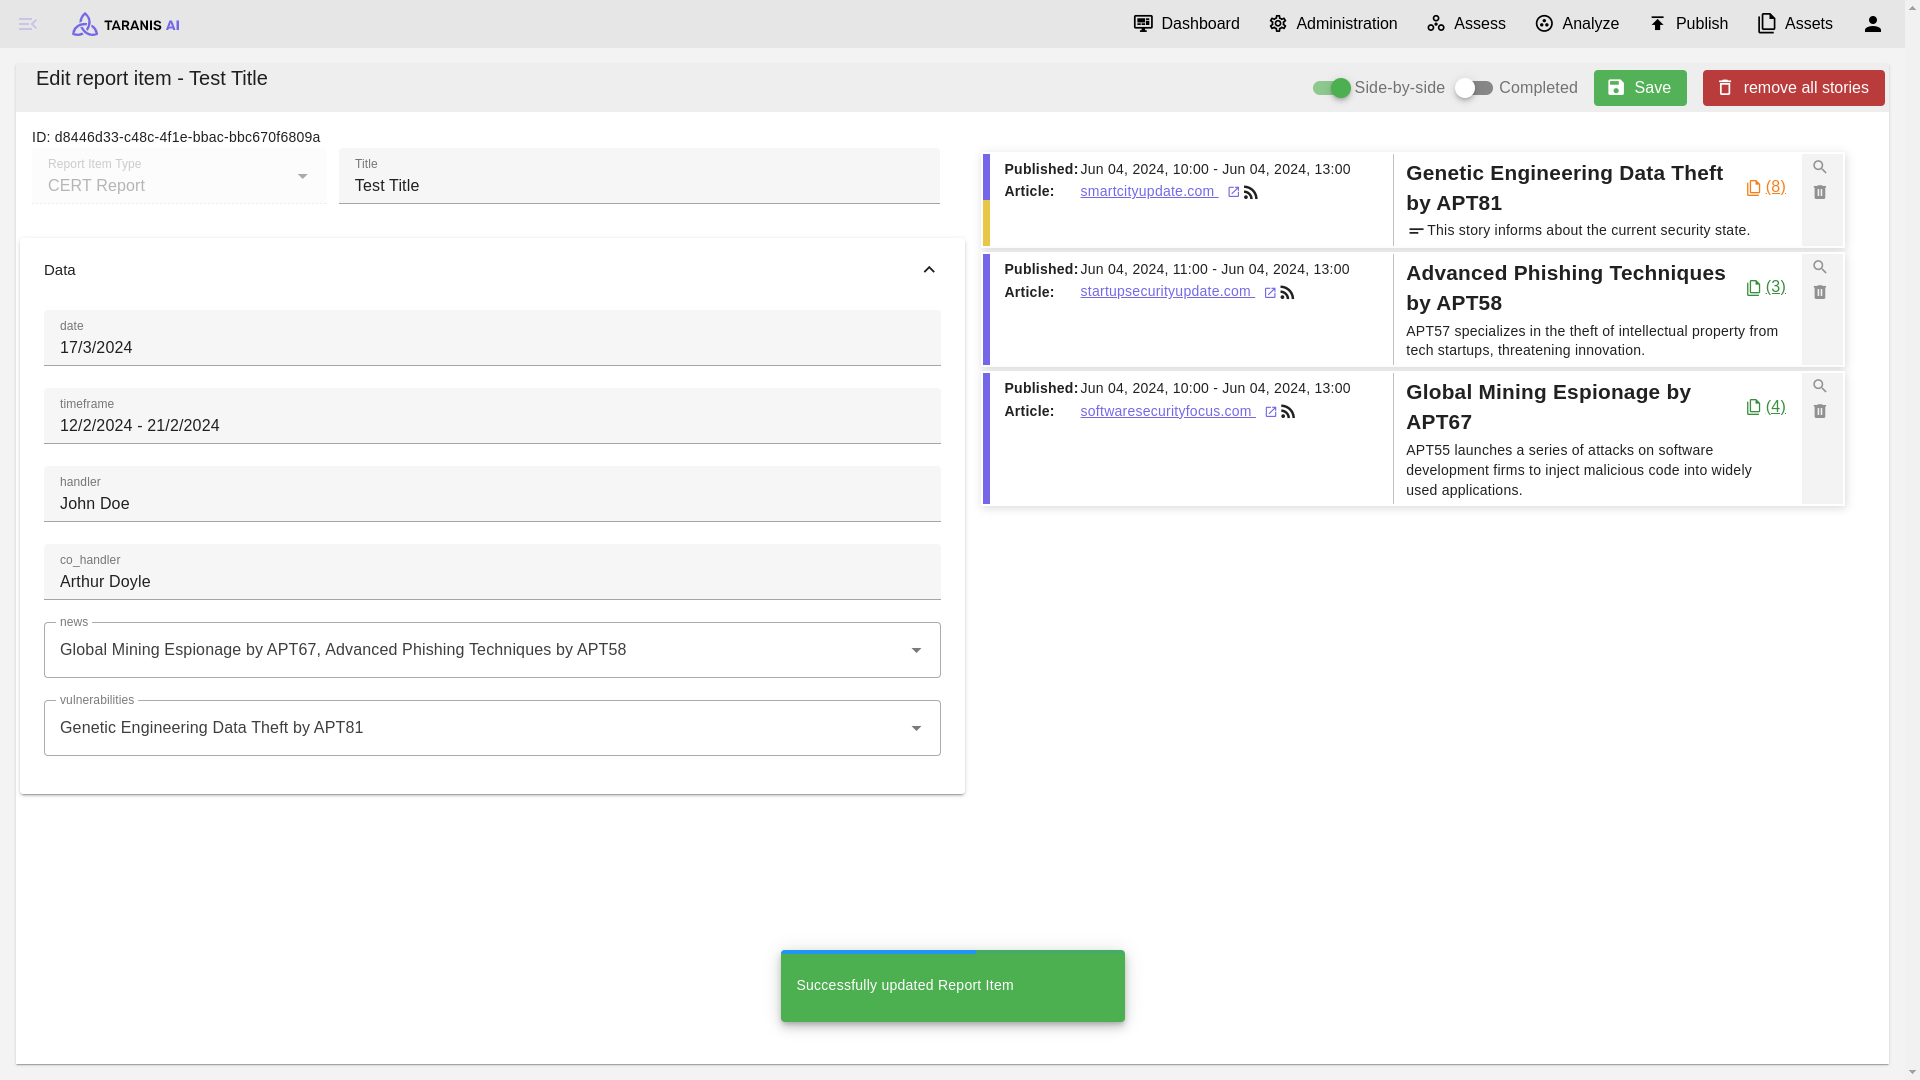 TARANIS AI
Dashboard
Administration
Assess
Analyze
Publish
Assets
Edit report item - Test Title
Side-by-side
Completed
Save
remove all stories
ID: d8446d33-c48c-4f1e-bbac-bbc670f6809a
Report Item Type
CERT Report
Title
Test Title
Data
date
17/3/2024
timeframe
12/2/2024 - 21/2/2024
handler
John Doe
co_handler
Arthur Doyle
news
Global Mining Espionage by APT67, Advanced Phishing Techniques by APT58
vulnerabilities
Genetic Engineering Data Theft by APT81
Published: Jun 04, 2024, 10:00 - Jun 04, 2024, 13:00
Article: smartcityupdate.com
Genetic Engineering Data Theft
by APT81
(8)
This story informs about the current security state.
Published: Jun 04, 2024, 11:00 - Jun 04, 2024, 13:00
Article: startupsecurityupdate.com
Advanced Phishing Techniques
by APT58
(3)
APT57 specializes in the theft of intellectual property from
tech startups, threatening innovation.
Published: Jun 04, 2024, 10:00 - Jun 04, 2024, 13:00
Article: softwaresecurityfocus.com
Global Mining Espionage by
APT67
(4)
APT55 launches a series of attacks on software
development firms to inject malicious code into widely
used applications.
Successfully updated Report Item